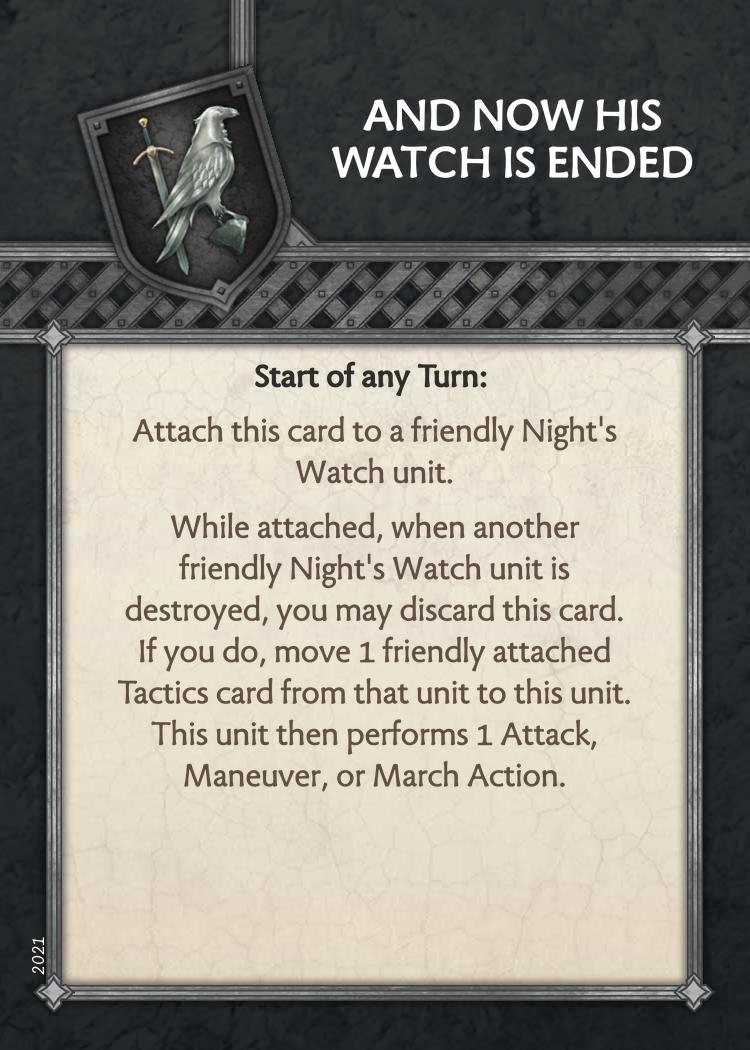 AND NOW HIS
WATCH IS ENDED
Start of any Turn:
Attach this card to a friendly Night's
Watch unit.
While attached, when another
friendly Night's Watch unit is
destroyed, you may discard this card.
If you do, move 1 friendly attached
Tactics card from that unit to this unit.
This unit then performs 1 Attack,
Maneuver, or March Action.
2021